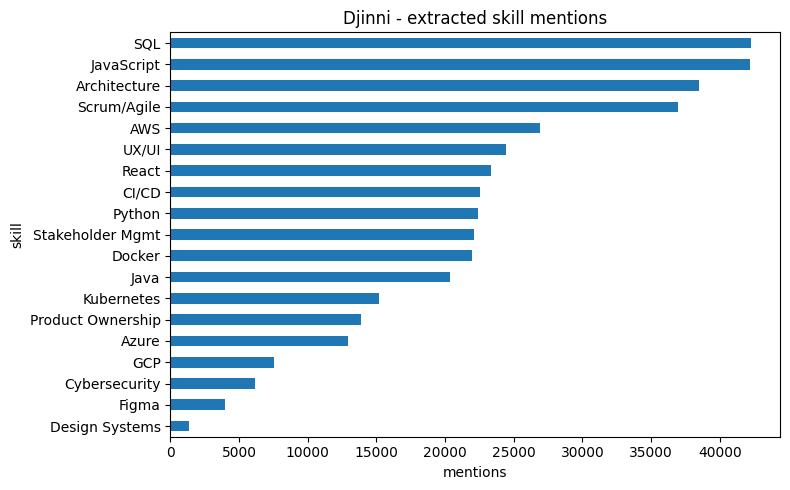 Djinni - extracted skill mentions
SQL
JavaScript
Architecture
Scrum/Agile
AWS
UX/UI
React
CI/CD
Python
Stakeholder Mgmt
Docker
Java
Kubernetes
Product Ownership
Azure
GCP
Cybersecurity
Figma
Design Systems
skill
0 5000 10000 15000 20000 25000 30000 35000 40000
mentions